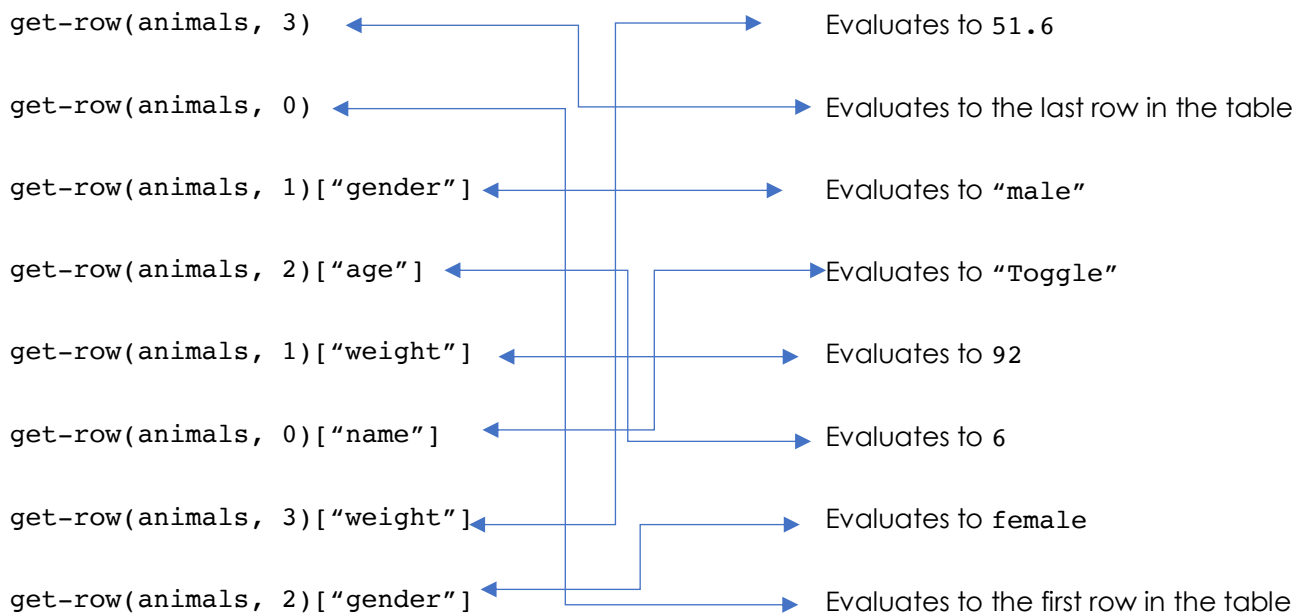 get-row(animals, 3) Evaluates to 51.6
get-row(animals, 0) Evaluates to the last row in the table
get-row(animals, 1)[“gender”] Evaluates to “male”
get-row(animals, 2)[“age”] Evaluates to “Toggle”
get-row(animals, 1)[“weight”] Evaluates to 92
get-row(animals, 0)[“name”] Evaluates to 6
get-row(animals, 3)[“weight”] Evaluates to female
get-row(animals, 2)[“gender”] Evaluates to the first row in the table